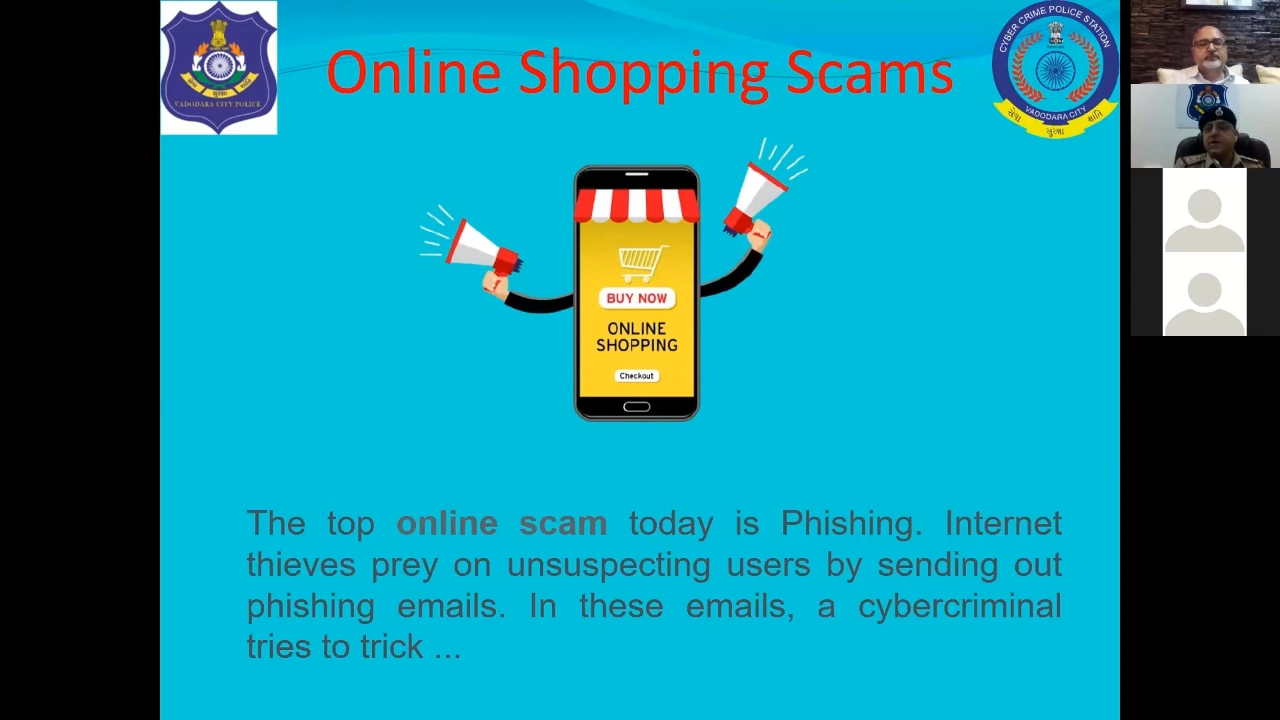 Online Shopping Scams
VADODARA CITY POLICE
CYBER CRIME POLICE STATION
VADODARA CITY
સેવા સુરક્ષા શાંતિ
BUY NOW
ONLINE
SHOPPING
Checkout
The top online scam today is Phishing. Internet
thieves prey on unsuspecting users by sending out
phishing emails. In these emails, a cybercriminal
tries to trick ...